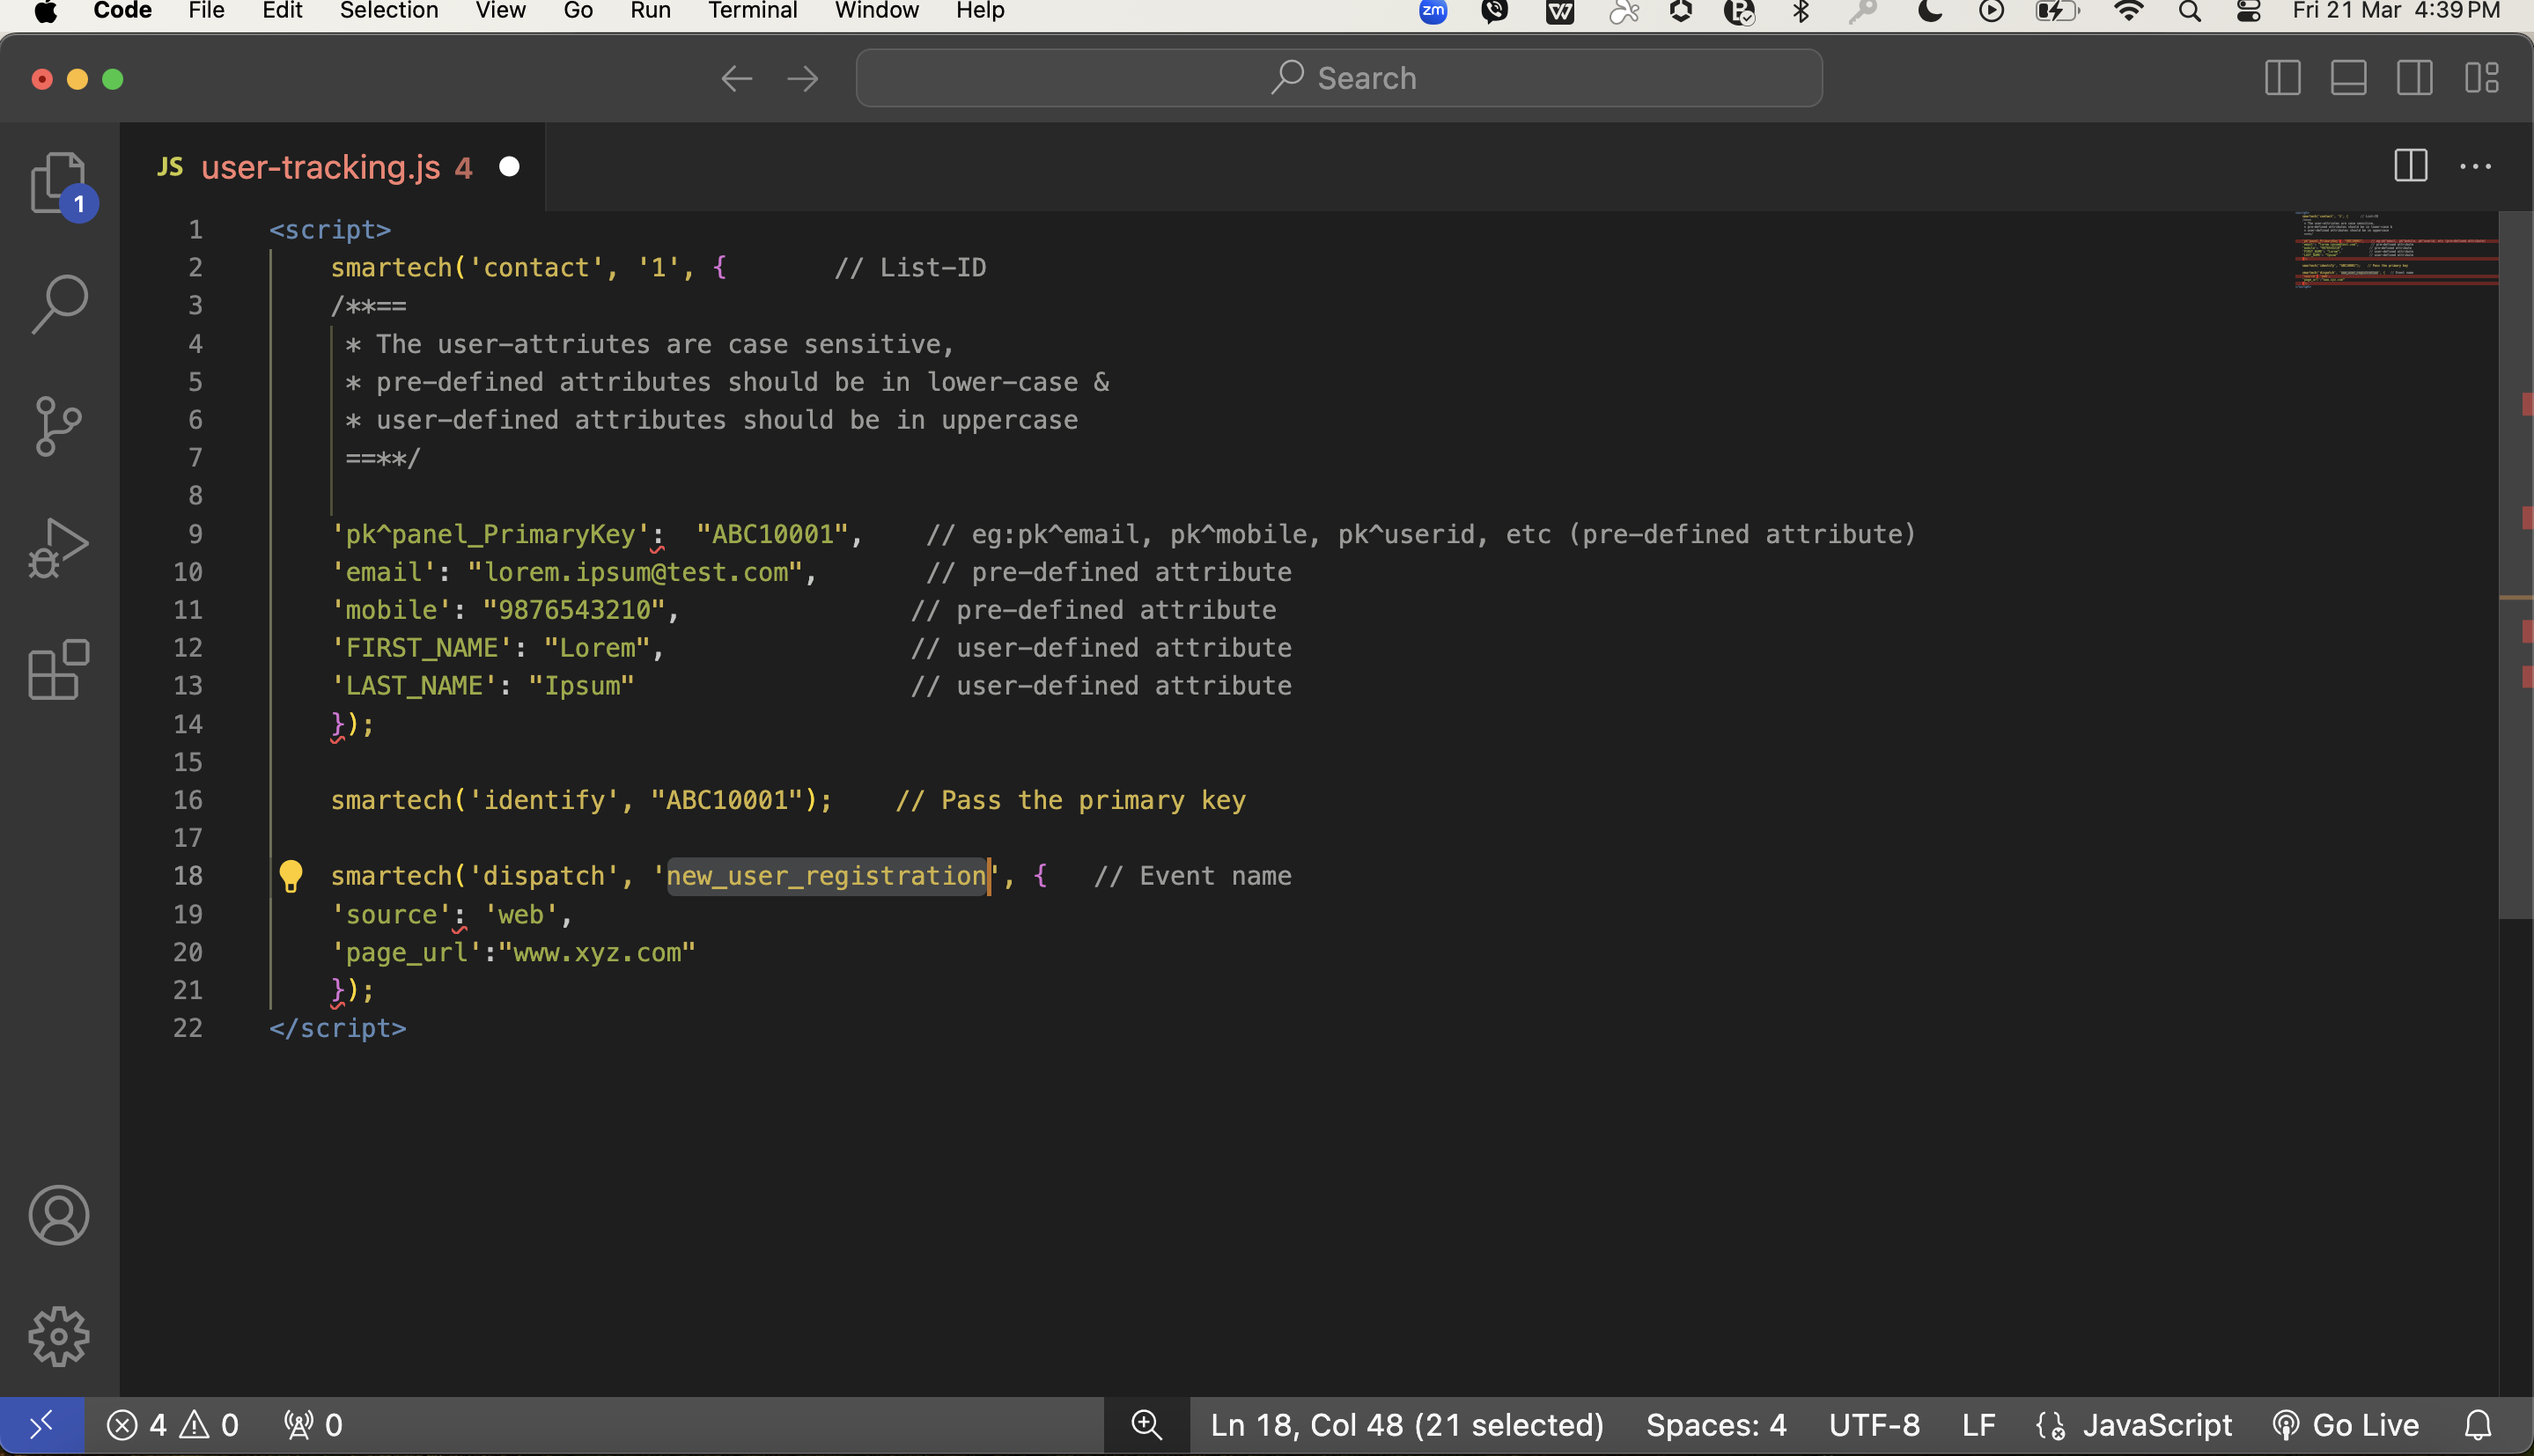 Code File Edit Selection View Go Run Terminal Window Help zm Fri 21 Mar 4:39 PM
Search
JS user-tracking.js 4
1
1 <script>
2 smartech('contact', '1', { // List-ID
3 /**==
4 * The user-attriutes are case sensitive,
5 * pre-defined attributes should be in lower-case &
6 * user-defined attributes should be in uppercase
7 ==**/
8
9 'pk^panel_PrimaryKey': "ABC10001", // eg:pk^email, pk^mobile, pk^userid, etc (pre-defined attribute)
10 'email': "lorem.ipsum@test.com", // pre-defined attribute
11 'mobile': "9876543210", // pre-defined attribute
12 'FIRST_NAME': "Lorem", // user-defined attribute
13 'LAST_NAME': "Ipsum" // user-defined attribute
14 });
15
16 smartech('identify', "ABC10001"); // Pass the primary key
17
18 smartech('dispatch', 'new_user_registration', { // Event name
19 'source': 'web',
20 'page_url':"www.xyz.com"
21 });
22 </script>
4 0 0 Ln 18, Col 48 (21 selected) Spaces: 4 UTF-8 LF JavaScript Go Live